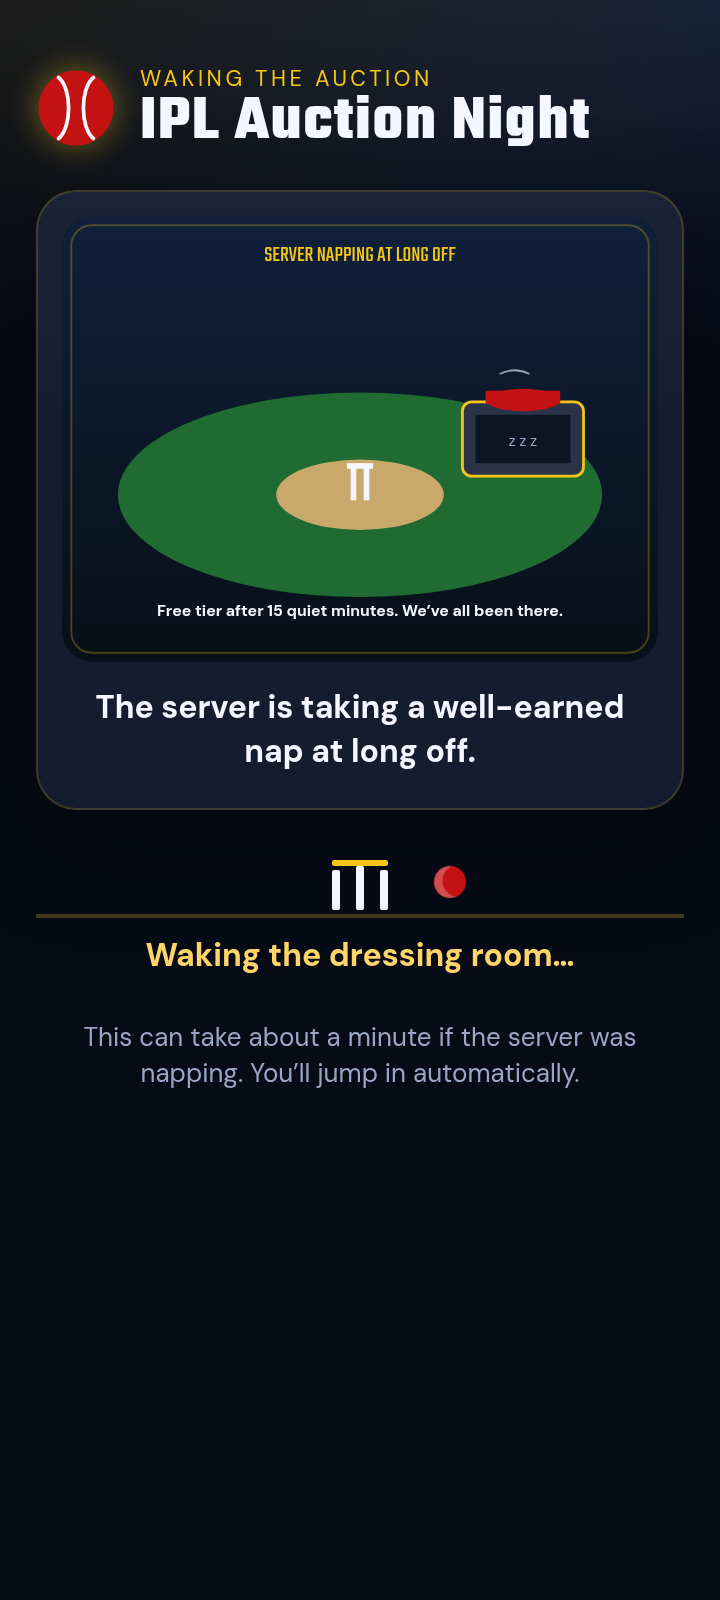 WAKING THE AUCTION
IPL Auction Night
SERVER NAPPING AT LONG OFF
z z z
Free tier after 15 quiet minutes. We’ve all been there.
The server is taking a well-earned
nap at long off.
Waking the dressing room…
This can take about a minute if the server was
napping. You’ll jump in automatically.